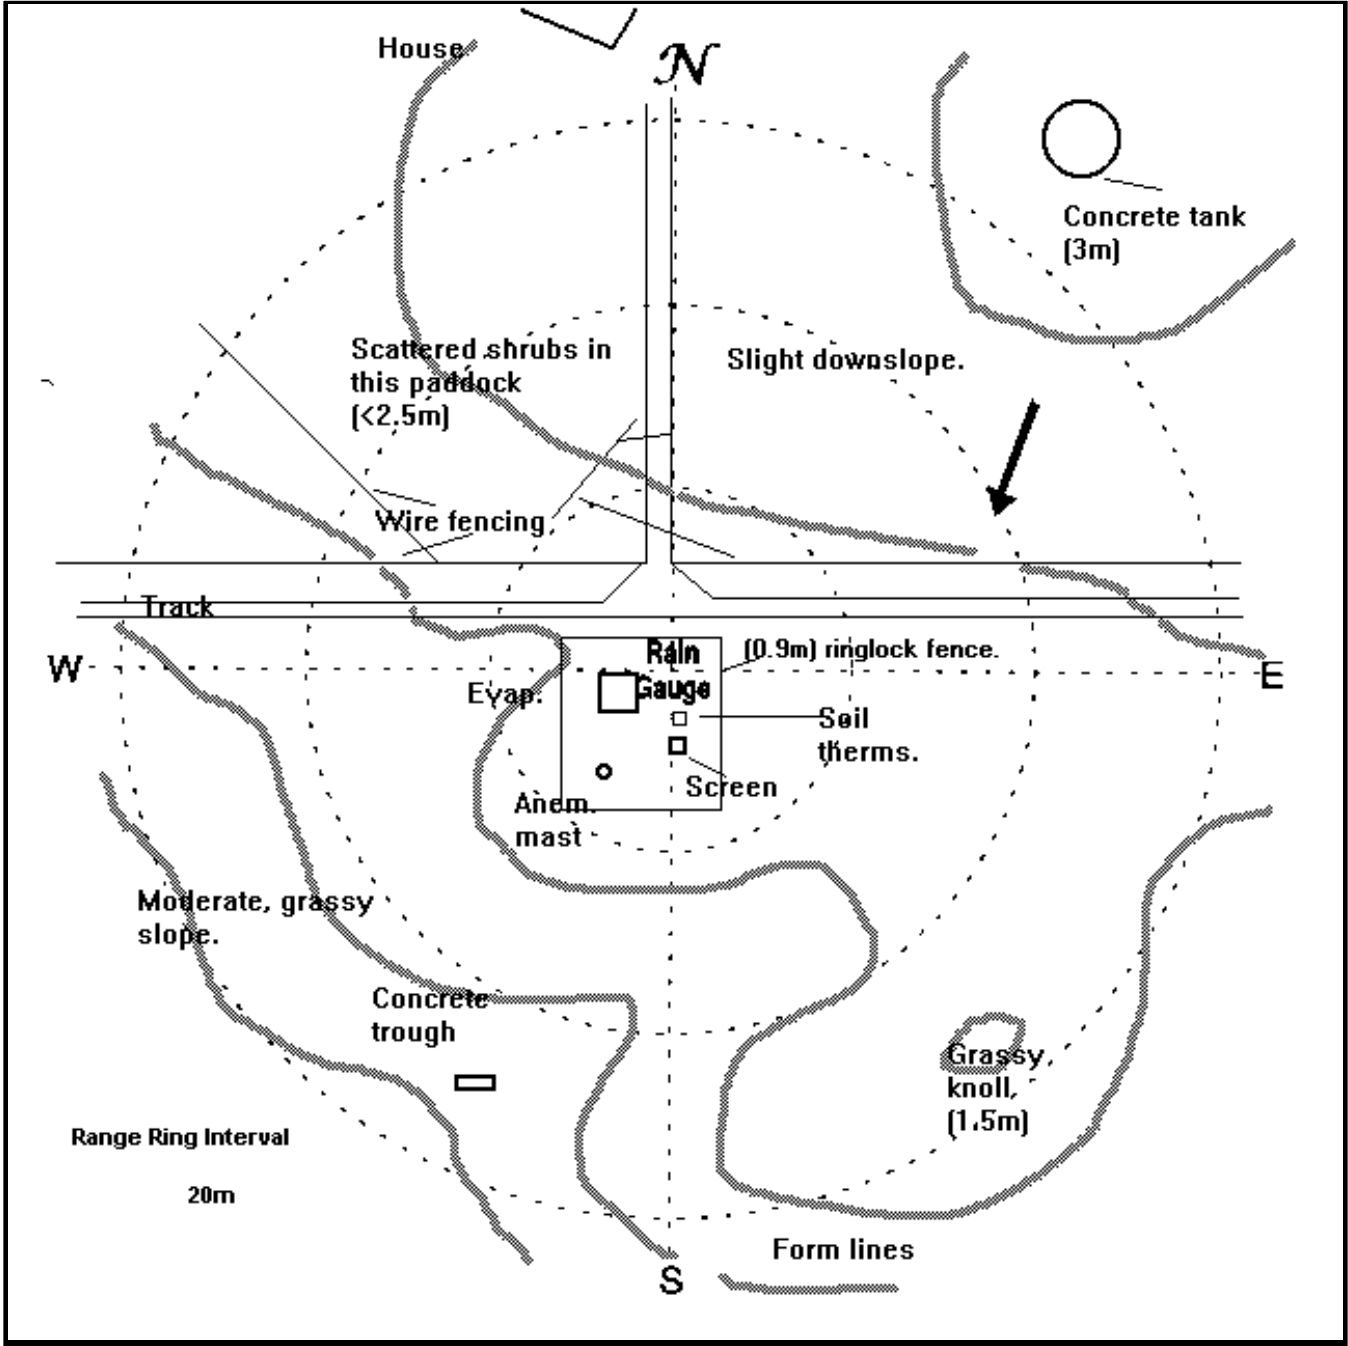 House
N
Concrete tank
(3m)
Scattered shrubs in
this paddock
(<2.5m)
Slight downslope.
Wire fencing
Track
W
Rain
Gauge
(0.9m) ringlock fence.
E
Evap.
Soil
therms.
Screen
Anem.
mast
Moderate, grassy
slope.
Concrete
trough
Grassy
knoll,
(1.5m)
Range Ring Interval
20m
Form lines
S